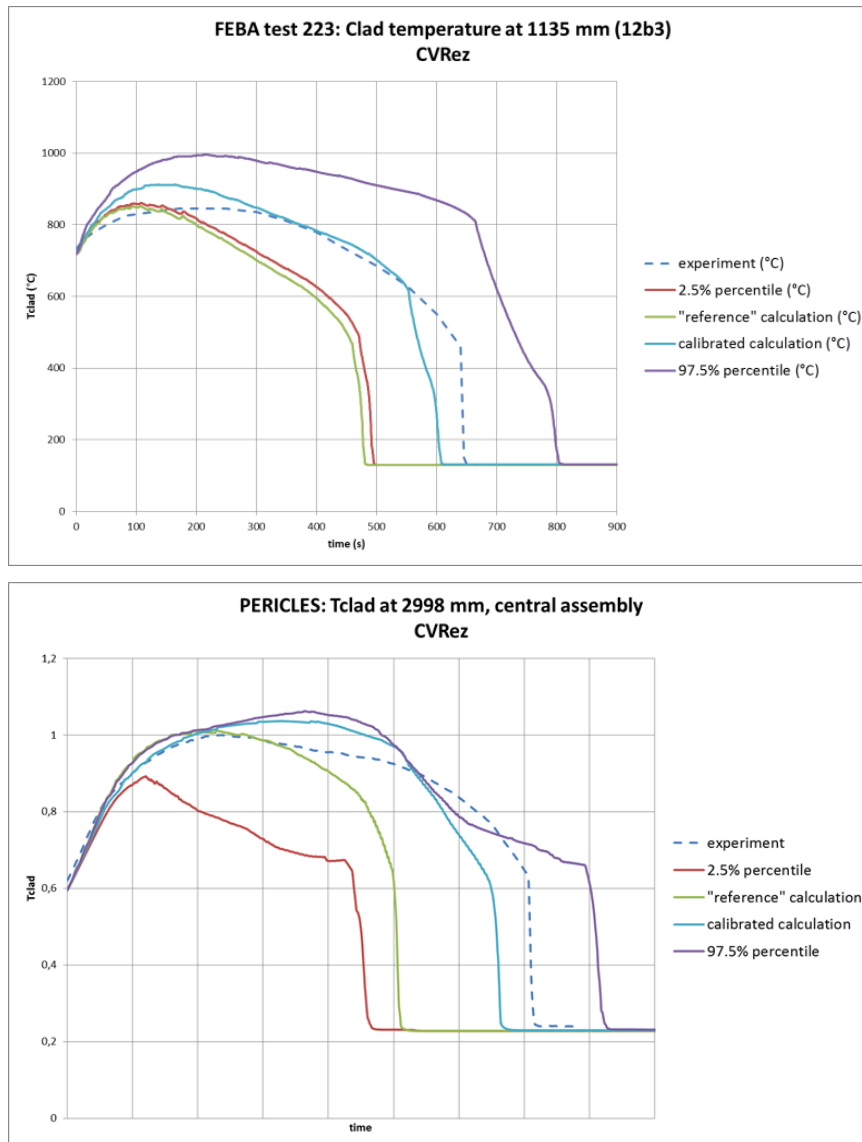 FEBA test 223: Clad temperature at 1135 mm (12b3)
CVRez
1200
1000
800
600
400
200
0
Tclad (°C)
0 100 200 300 400 500 600 700 800 900
time (s)
experiment (°C)
2.5% percentile (°C)
"reference" calculation (°C)
calibrated calculation (°C)
97.5% percentile (°C)
PERICLES: Tclad at 2998 mm, central assembly
CVRez
1,2
1
0,8
0,6
0,4
0,2
0
Tclad
time
experiment
2.5% percentile
"reference" calculation
calibrated calculation
97.5% percentile